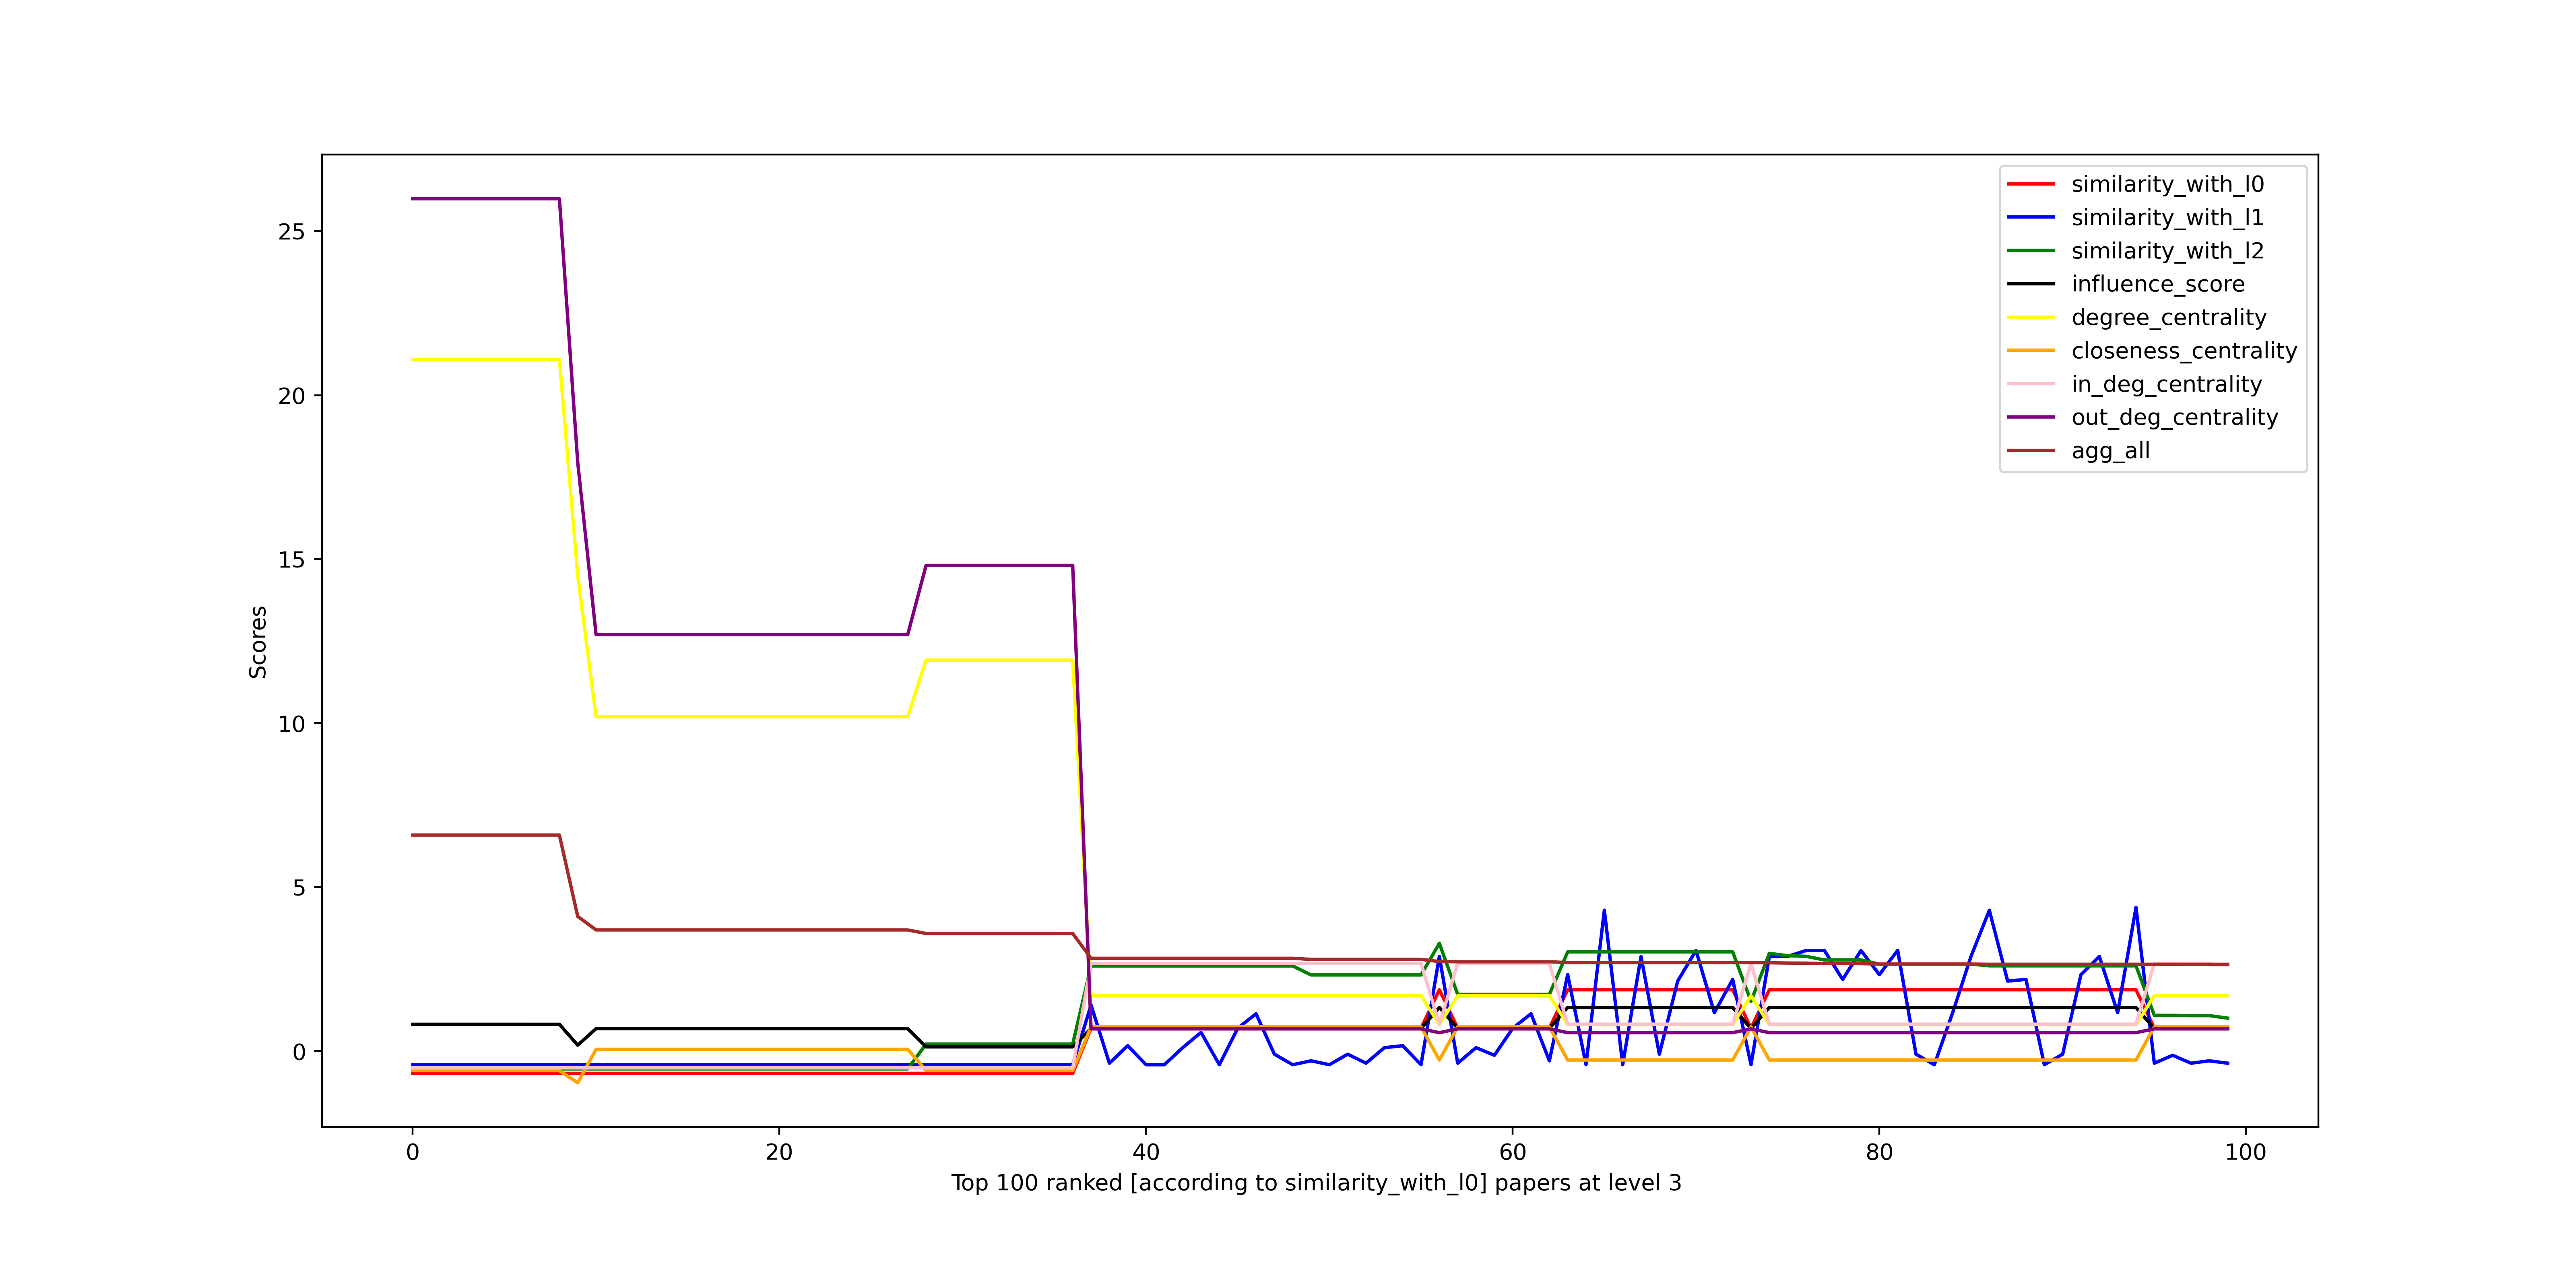 similarity_with_l0
similarity_with_l1
similarity_with_l2
influence_score
degree_centrality
closeness_centrality
in_deg_centrality
out_deg_centrality
agg_all
25
20
15
10
5
0
Scores
0 20 40 60 80 100
Top 100 ranked [according to similarity_with_l0] papers at level 3